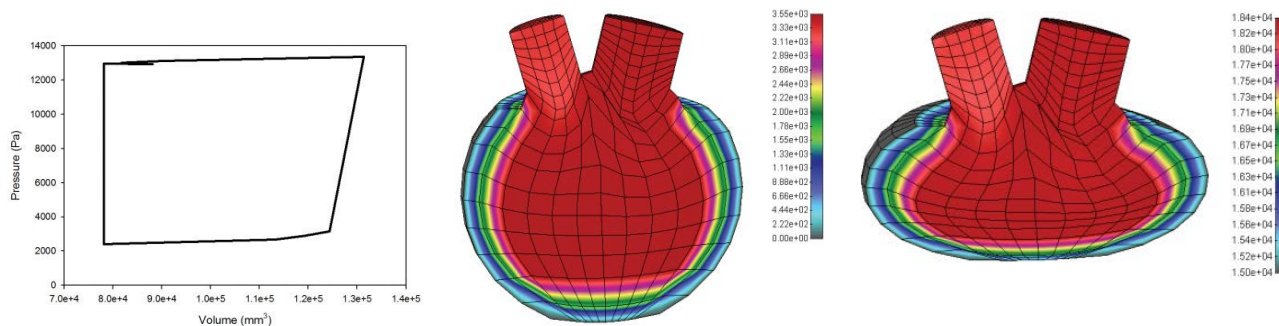 14000
12000
10000
8000
6000
4000
2000
0
Pressure (Pa)
7.0e+4 8.0e+4 9.0e+4 1.0e+5 1.1e+5 1.2e+5 1.3e+5 1.4e+5
Volume (mm³)
3.55e+03
3.33e+03
3.11e+03
2.89e+03
2.66e+03
2.44e+03
2.22e+03
2.00e+03
1.78e+03
1.55e+03
1.33e+03
1.11e+03
8.88e+02
6.66e+02
4.44e+02
2.22e+02
0.00e+00
1.84e+04
1.82e+04
1.80e+04
1.77e+04
1.75e+04
1.73e+04
1.71e+04
1.69e+04
1.67e+04
1.65e+04
1.63e+04
1.61e+04
1.58e+04
1.56e+04
1.54e+04
1.52e+04
1.50e+04